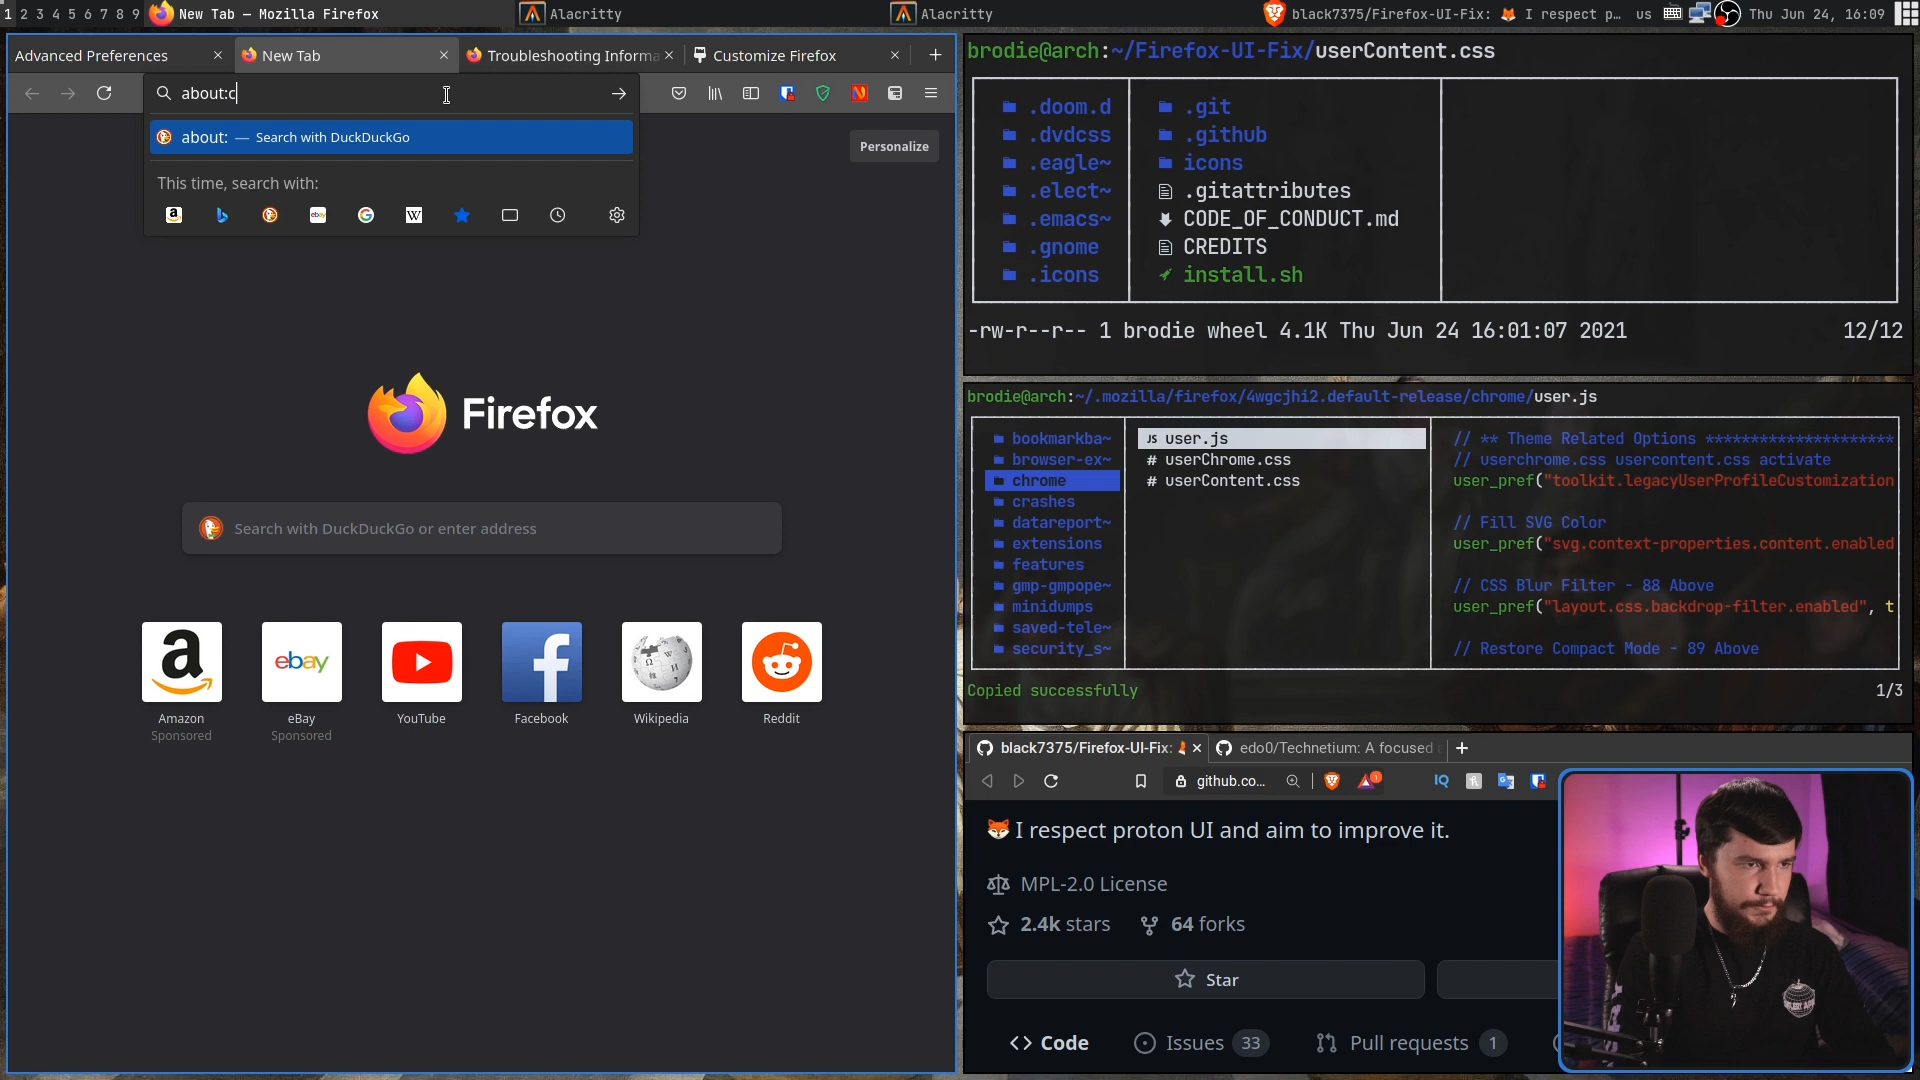 1 2 3 4 5 6 7 8 9 New Tab — Mozilla Firefox
Alacritty
Alacritty
black7375/Firefox-UI-Fix: 🦊 I respect p…
us
Thu Jun 24, 16:09
Advanced Preferences
New Tab
Troubleshooting Informa
Customize Firefox
about:c
about: — Search with DuckDuckGo
This time, search with:
Personalize
Firefox
Search with DuckDuckGo or enter address
Amazon
Sponsored
eBay
Sponsored
YouTube
Facebook
Wikipedia
Reddit
brodie@arch:~/Firefox-UI-Fix/userContent.css
.doom.d
.dvdcss
.eagle~
.elect~
.emacs~
.gnome
.icons
.git
.github
icons
.gitattributes
CODE_OF_CONDUCT.md
CREDITS
install.sh
-rw-r--r-- 1 brodie wheel 4.1K Thu Jun 24 16:01:07 2021 12/12
brodie@arch:~/.mozilla/firefox/4wgcjhi2.default-release/chrome/user.js
bookmarkba~
browser-ex~
chrome
crashes
datareport~
extensions
features
gmp-gmpope~
minidumps
saved-tele~
security_s~
JS user.js
# userChrome.css
# userContent.css
// ** Theme Related Options *********************
// userchrome.css usercontent.css activate
user_pref("toolkit.legacyUserProfileCustomization
// Fill SVG Color
user_pref("svg.context-properties.content.enabled
// CSS Blur Filter - 88 Above
user_pref("layout.css.backdrop-filter.enabled", t
// Restore Compact Mode - 89 Above
Copied successfully 1/3
black7375/Firefox-UI-Fix:
edo0/Technetium: A focused
github.co…
🦊 I respect proton UI and aim to improve it.
MPL-2.0 License
2.4k stars
64 forks
Star
<> Code
Issues 33
Pull requests 1